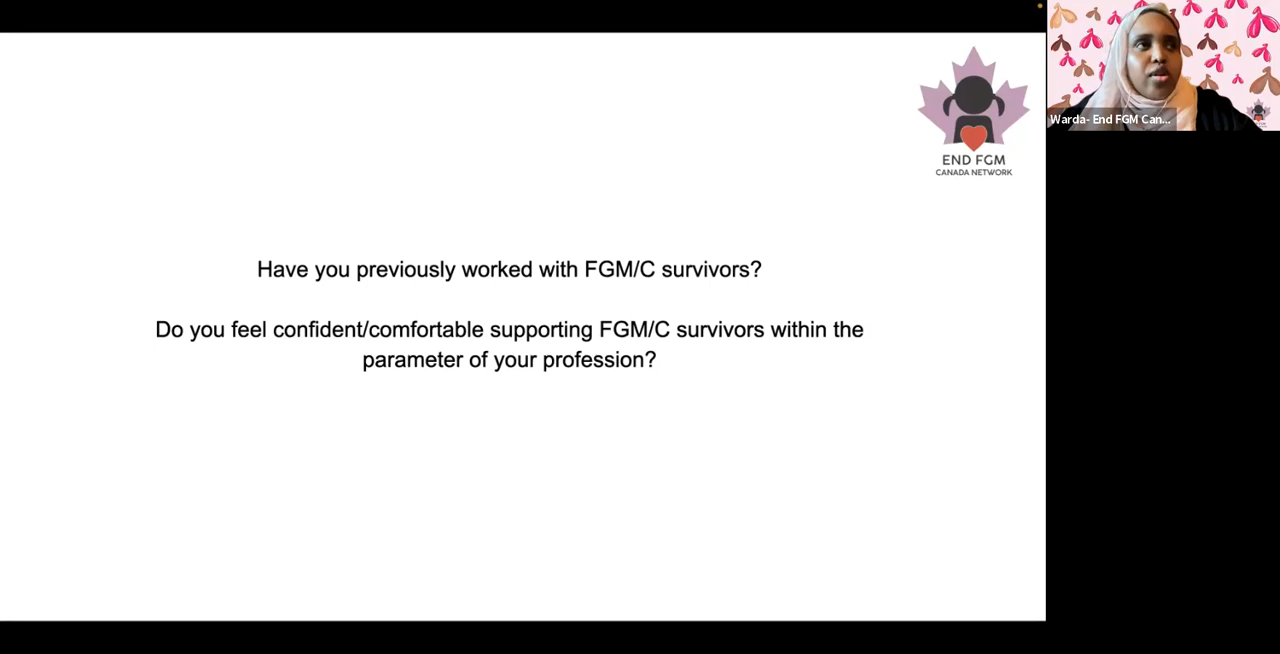 END FGM
CANADA NETWORK
Warda- End FGM Can...
Have you previously worked with FGM/C survivors?
Do you feel confident/comfortable supporting FGM/C survivors within the
parameter of your profession?